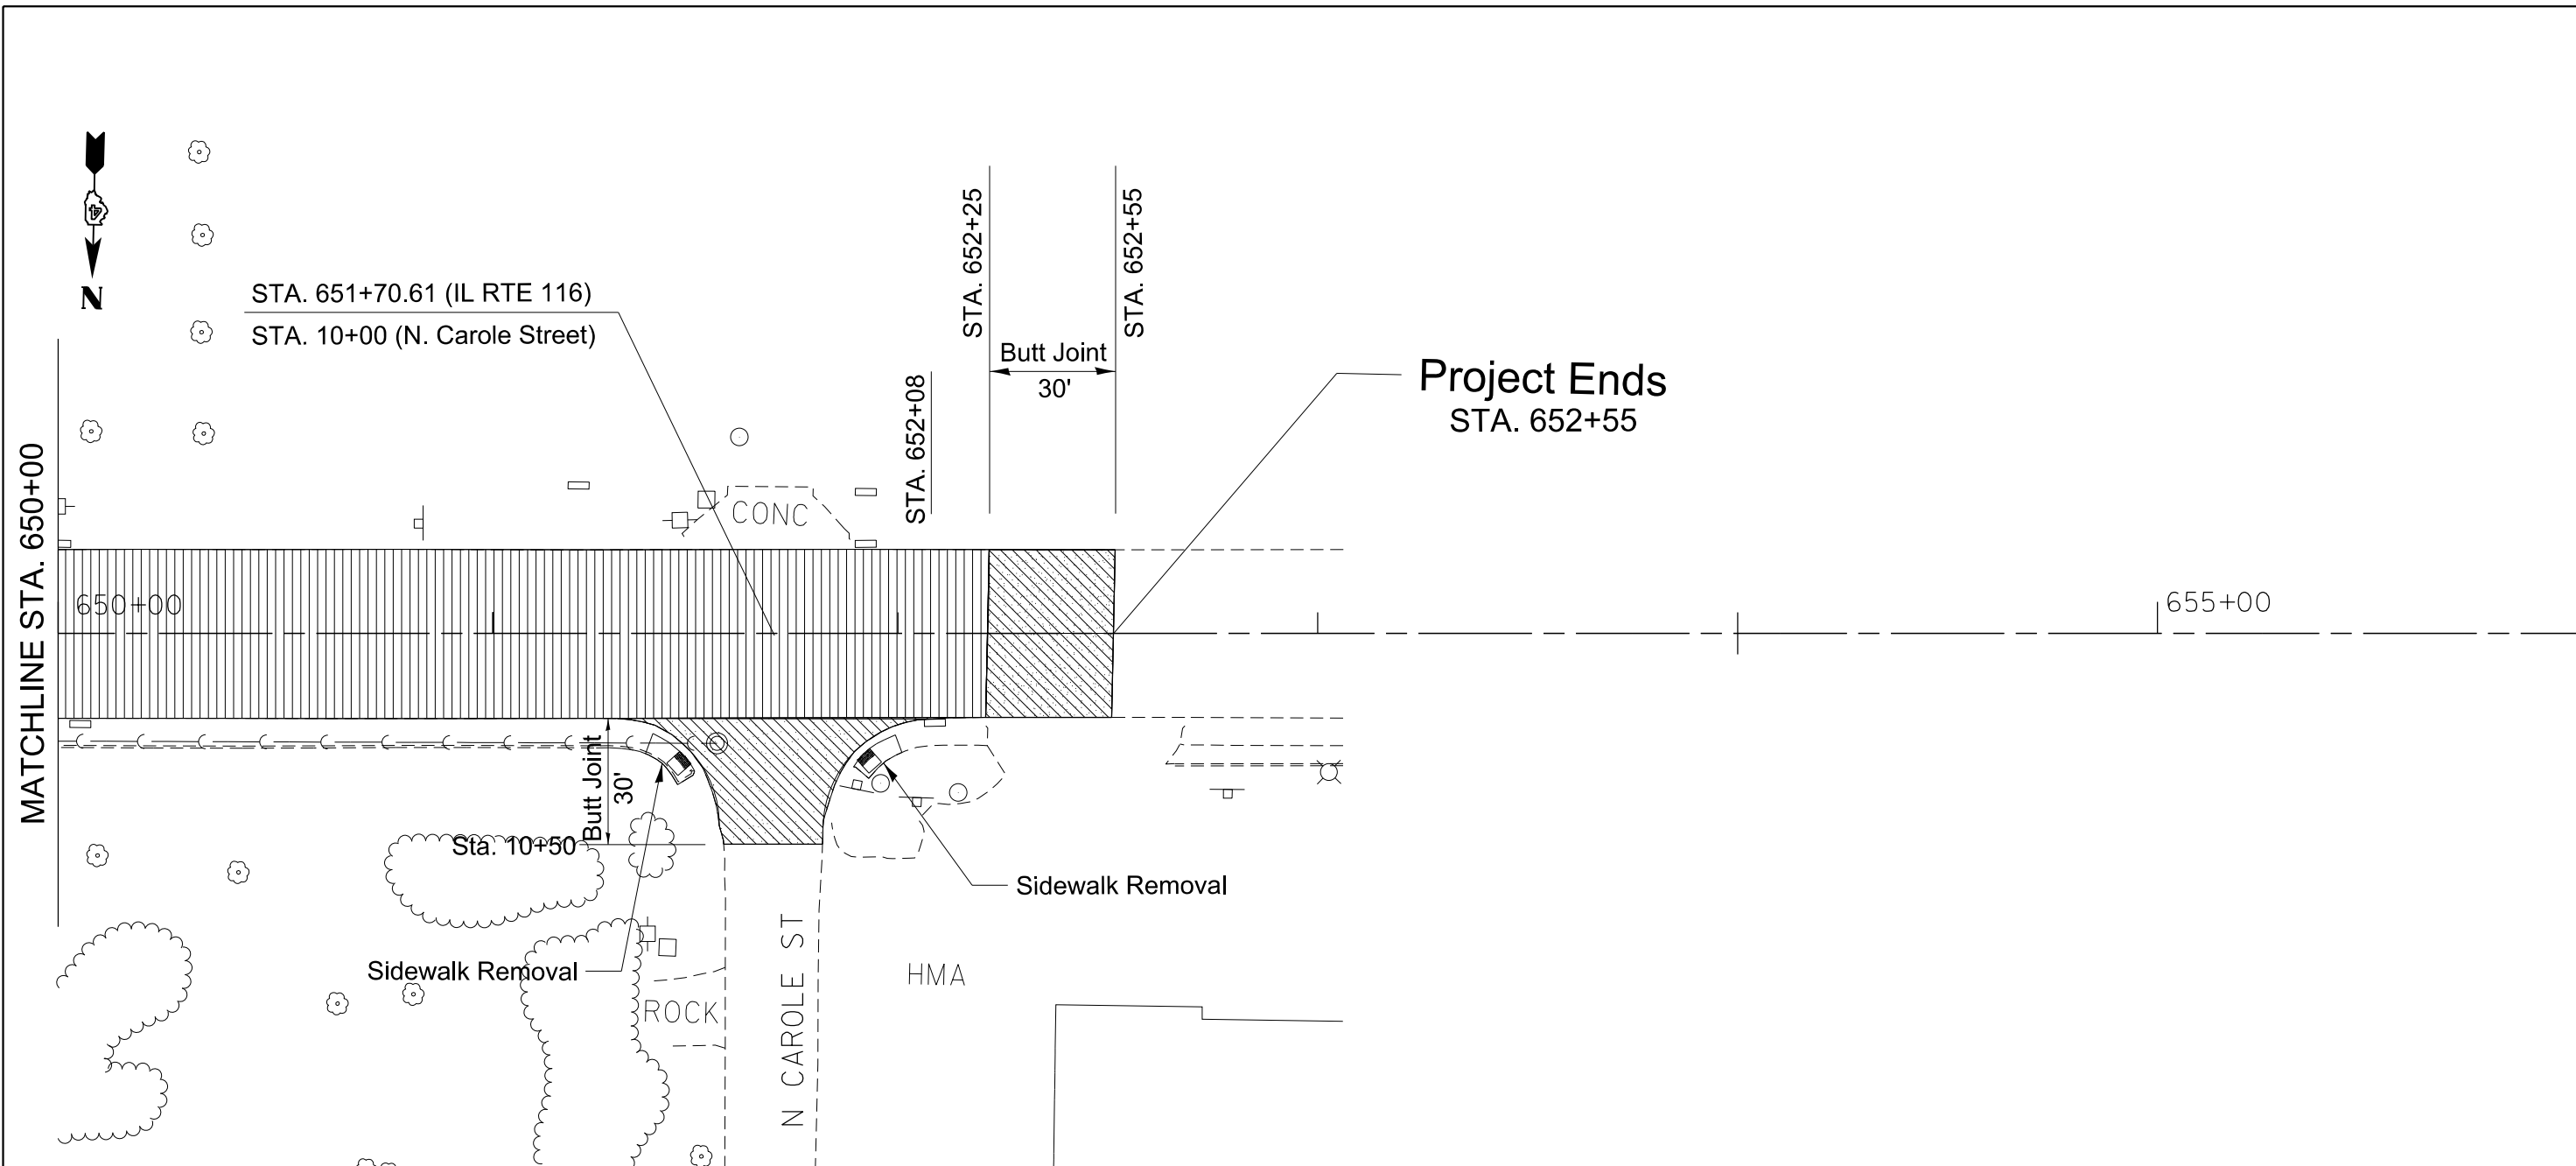 N
4
STA. 651+70.61 (IL RTE 116)
STA. 10+00 (N. Carole Street)
STA. 652+25
STA. 652+55
Butt Joint
30'
STA. 652+08
Project Ends
STA. 652+55
MATCHLINE STA. 650+00
CONC
650+00
655+00
Butt Joint
30'
Sta. 10+50
Sidewalk Removal
Sidewalk Removal
N CAROLE ST
HMA
ROCK